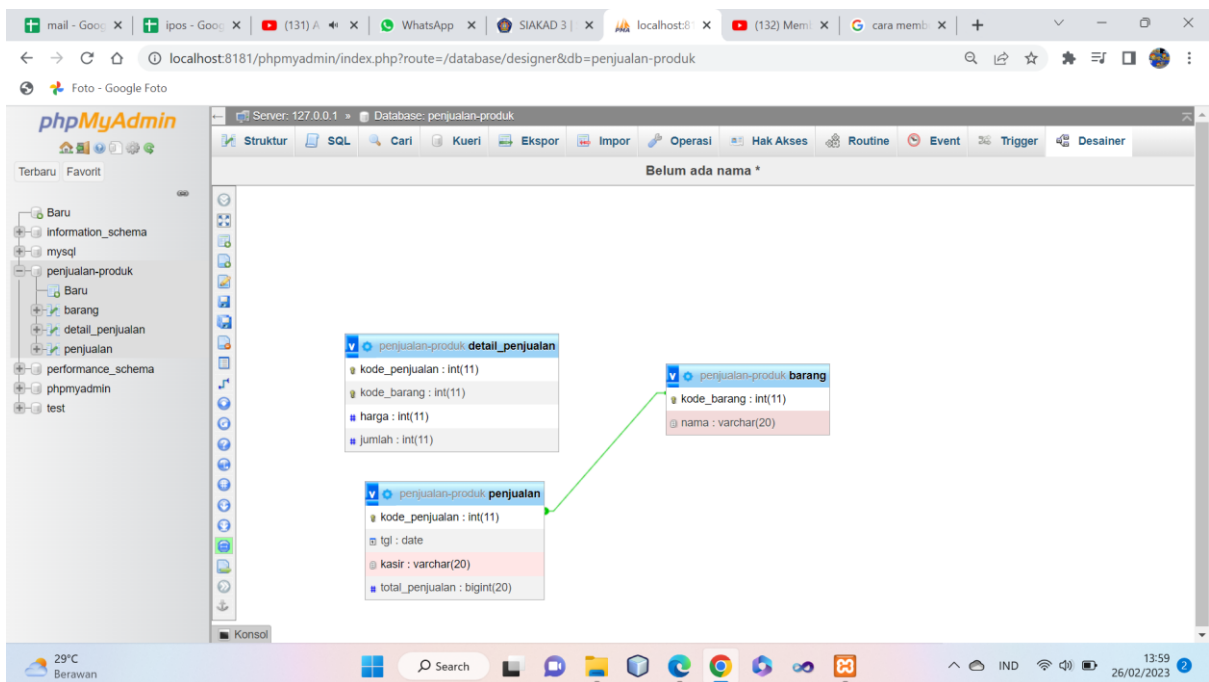 mail - Goog
ipos - Goog
(131) A
WhatsApp
SIAKAD 3 |
localhost:81
(132) Meml
cara memb
localhost:8181/phpmyadmin/index.php?route=/database/designer&db=penjualan-produk
Foto - Google Foto
phpMyAdmin
Terbaru Favorit
Baru
information_schema
mysql
penjualan-produk
Baru
barang
detail_penjualan
penjualan
performance_schema
phpmyadmin
test
Server: 127.0.0.1 » Database: penjualan-produk
Struktur SQL Cari Kueri Ekspor Impor Operasi Hak Akses Routine Event Trigger Desainer
Belum ada nama *
penjualan-produk detail_penjualan
kode_penjualan : int(11)
kode_barang : int(11)
harga : int(11)
jumlah : int(11)
penjualan-produk barang
kode_barang : int(11)
nama : varchar(20)
penjualan-produk penjualan
kode_penjualan : int(11)
tgl : date
kasir : varchar(20)
total_penjualan : bigint(20)
Konsol
29°C
Berawan
Search
IND
13:59
26/02/2023
2